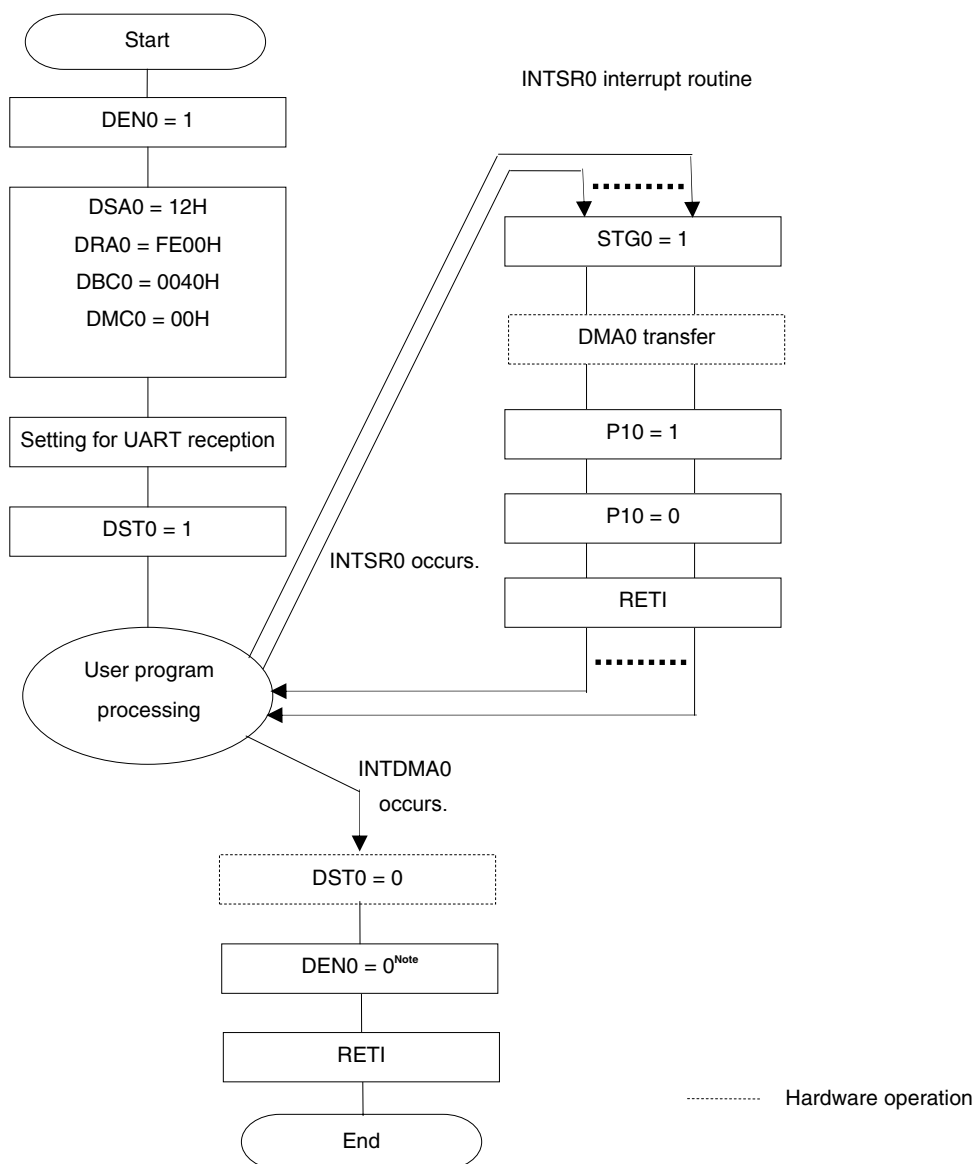 Start
DEN0 = 1
DSA0 = 12H
DRA0 = FE00H
DBC0 = 0040H
DMC0 = 00H
Setting for UART reception
DST0 = 1
User program
processing
INTSR0 interrupt routine
STG0 = 1
DMA0 transfer
P10 = 1
P10 = 0
RETI
INTSR0 occurs.
INTDMA0
occurs.
DST0 = 0
DEN0 = 0Note
RETI
End
Hardware operation